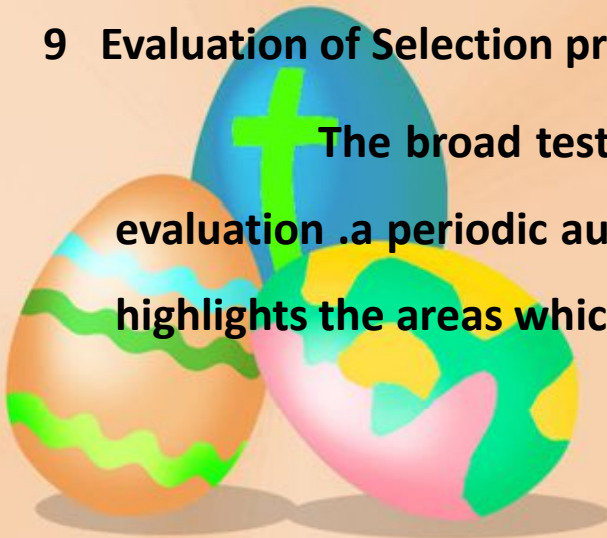 9 Evaluation of Selection pr
The broad test
evaluation .a periodic au
highlights the areas whic